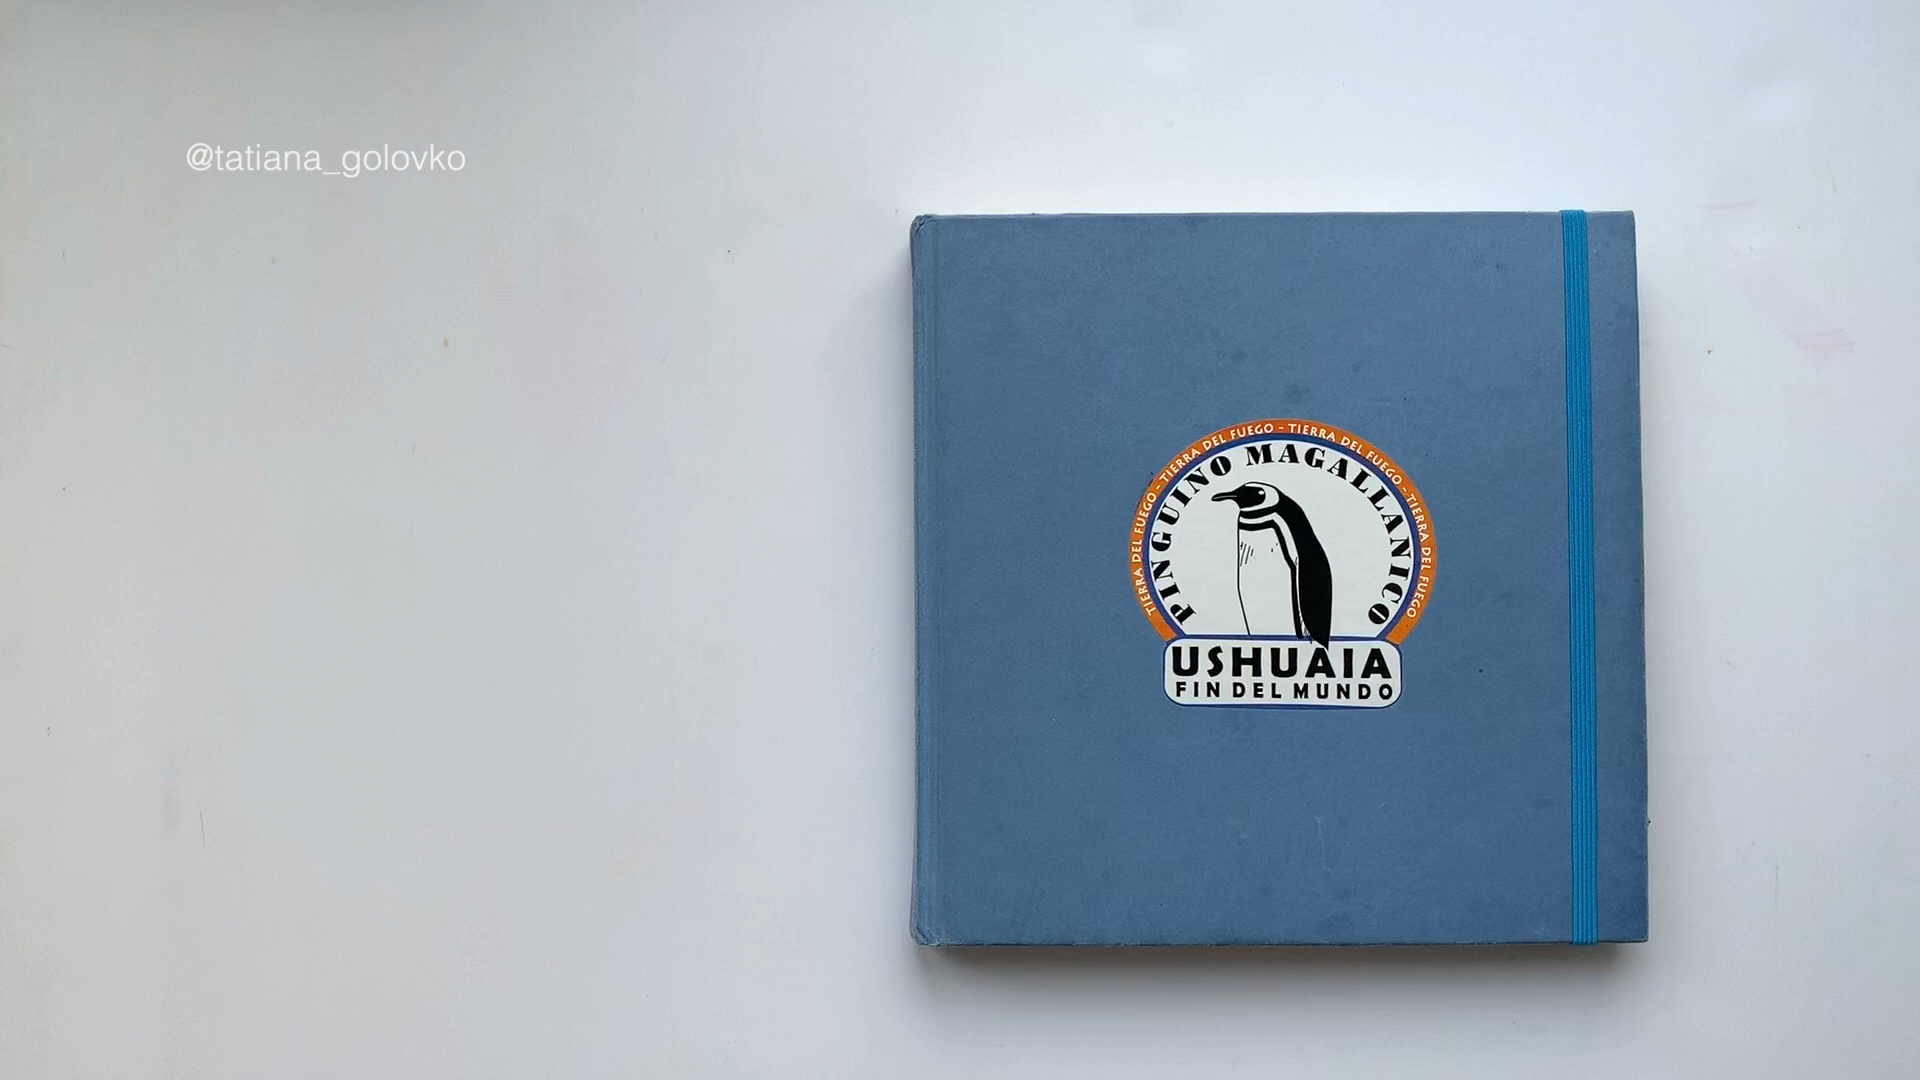 @tatiana_golovko
TIERRA DEL FUEGO - TIERRA DEL FUEGO - TIERRA DEL FUEGO - TIERRA DEL FUEGO
PINGUINO MAGALLANICO
USHUAIA
FIN DEL MUNDO